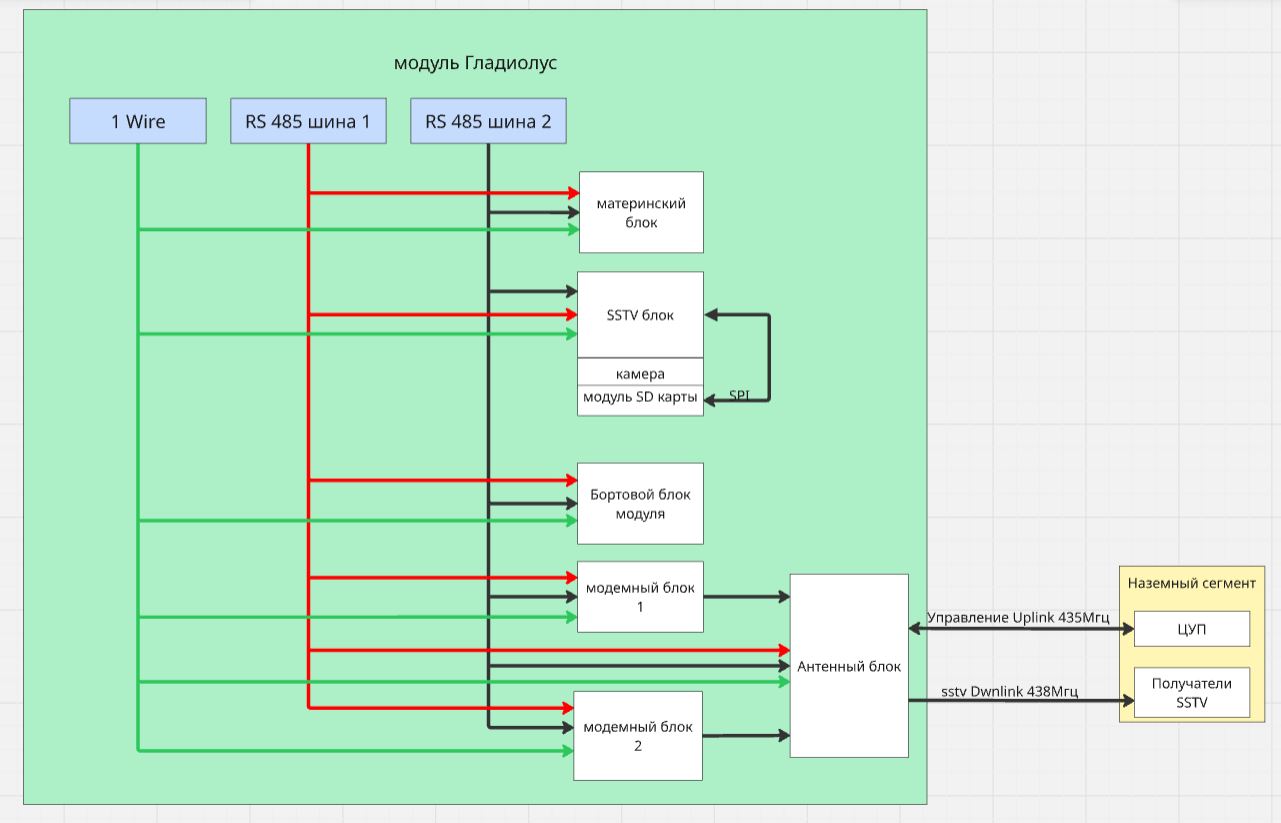 модуль Гладиолус
1 Wire
RS 485 шина 1
RS 485 шина 2
материнский
блок
SSTV блок
камера
модуль SD карты
SPI
Бортовой блок
модуля
модемный блок
1
Антенный блок
модемный блок
2
Управление Uplink 435Мгц
sstv Dwnlink 438Мгц
Наземный сегмент
ЦУП
Получатели
SSTV